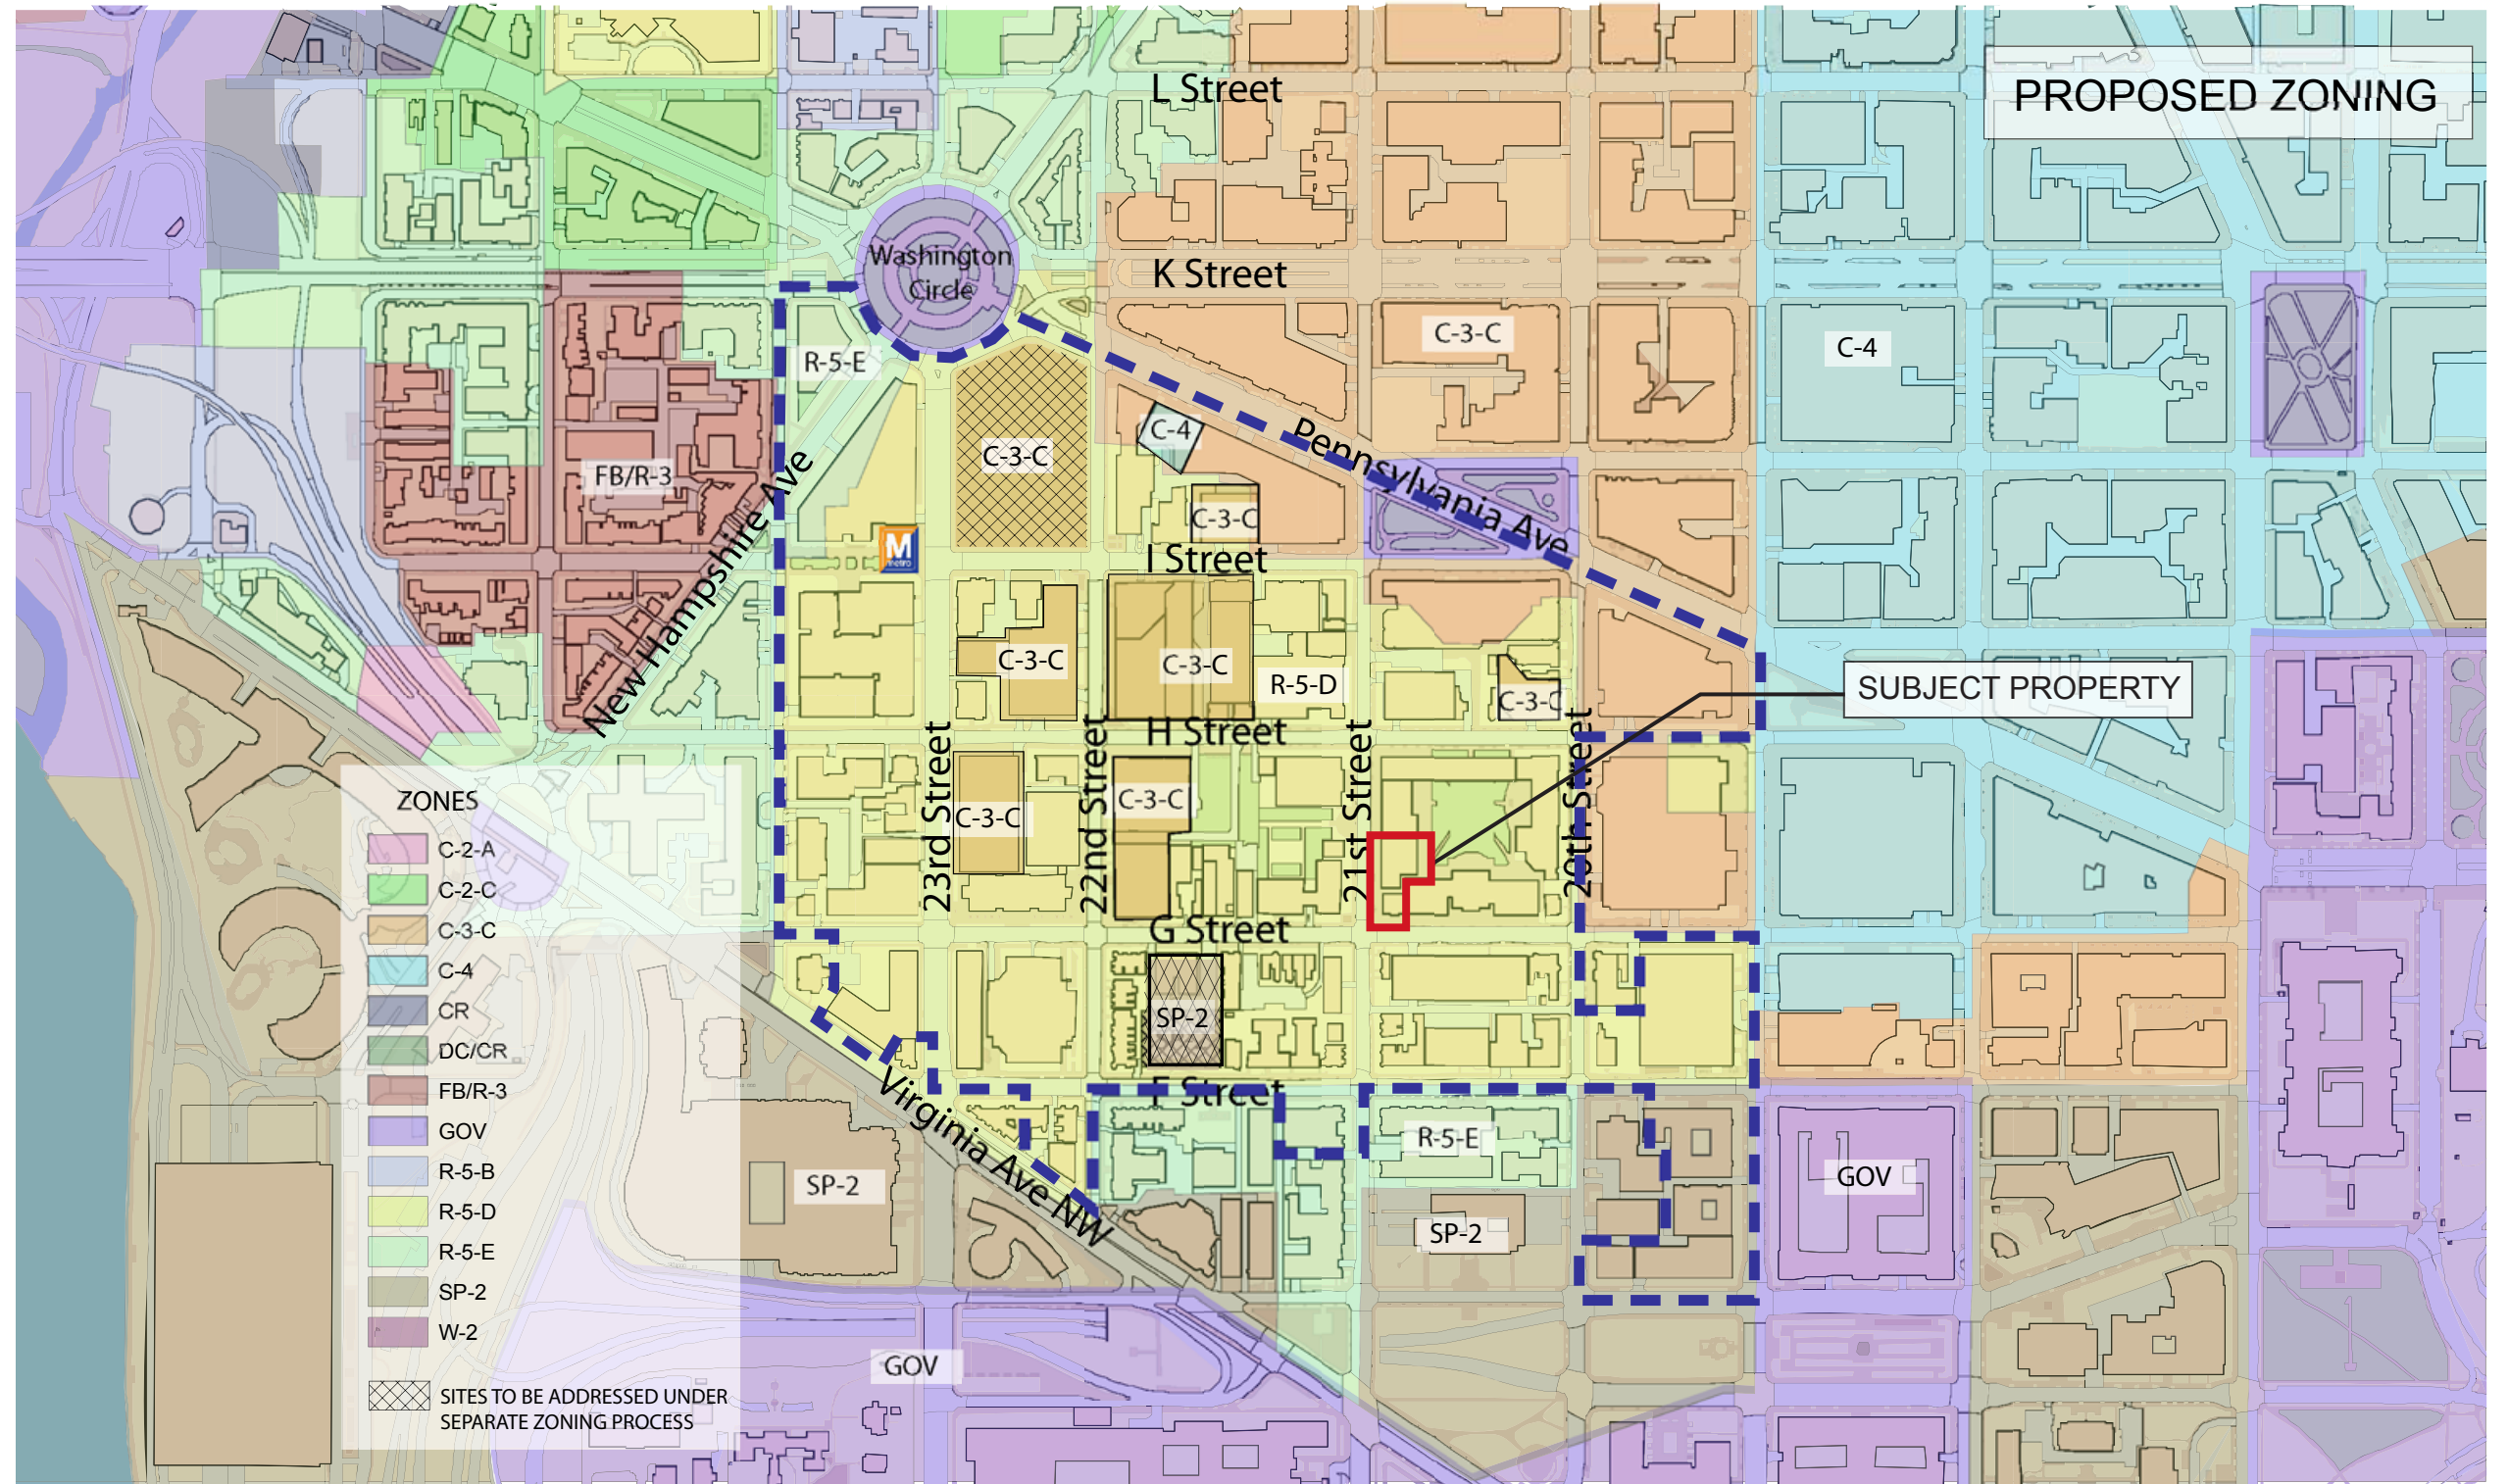 PROPOSED ZONING
L Street
Washington
Circle
K Street
R-5-E
C-3-C
C-4
C-4
C-3-C
Pennsylvania Ave
FB/R-3
New Hampshire Ave
M
metro
C-3-C
I Street
C-3-C
C-3-C
R-5-D
C-3-C
SUBJECT PROPERTY
H Street
23rd Street
22nd Street
21st Street
20th Street
C-3-C
C-3-C
G Street
SP-2
F Street
Virginia Ave NW
R-5-E
SP-2
SP-2
GOV
GOV
ZONES
C-2-A
C-2-C
C-3-C
C-4
CR
DC/CR
FB/R-3
GOV
R-5-B
R-5-D
R-5-E
SP-2
W-2
SITES TO BE ADDRESSED UNDER
SEPARATE ZONING PROCESS